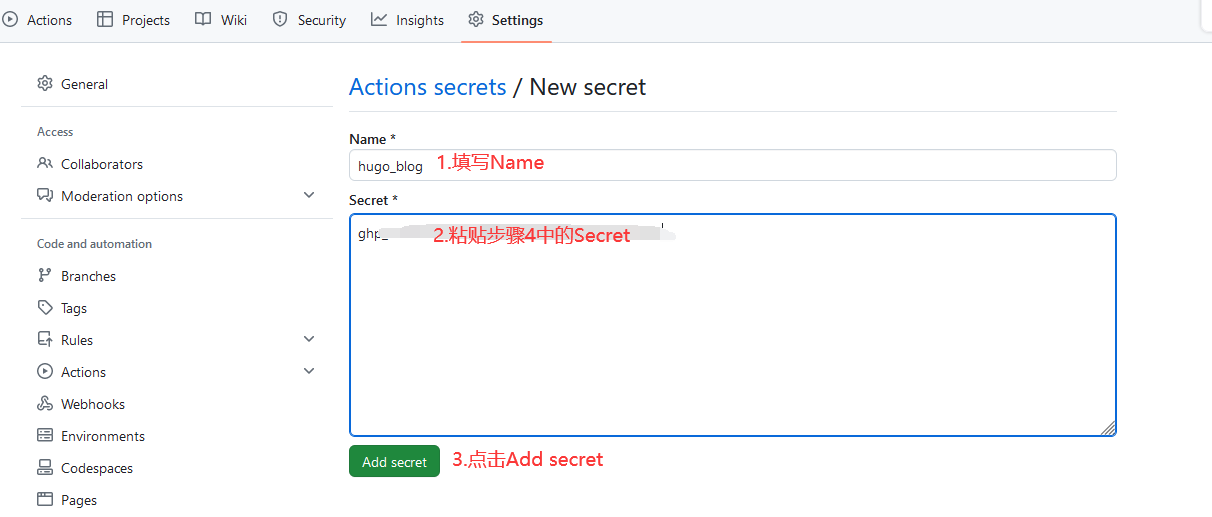 Actions Projects Wiki Security Insights Settings
General
Actions secrets / New secret
Access
Name *
Collaborators
hugo_blog 1.填写Name
Moderation options
Secret *
ghp_ 2.粘贴步骤4中的Secret
Code and automation
Branches
Tags
Rules
Actions
Webhooks
Environments
Add secret 3.点击Add secret
Codespaces
Pages